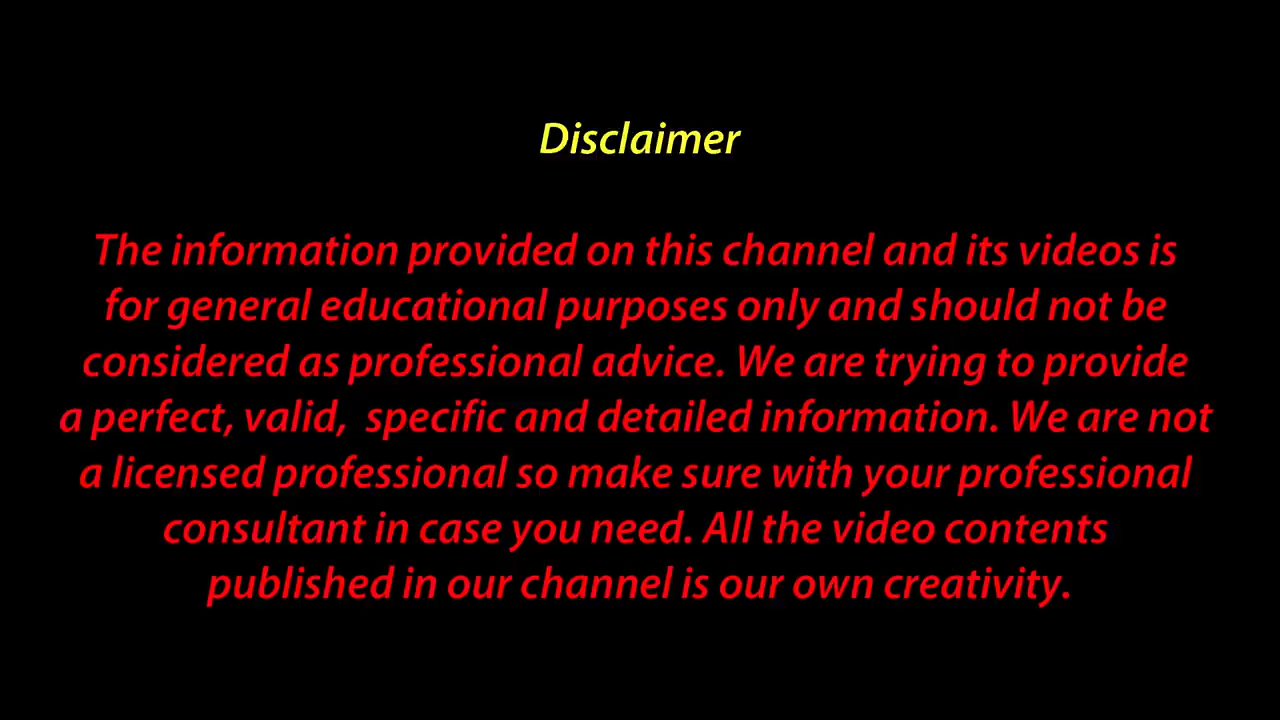 Disclaimer
The information provided on this channel and its videos is
for general educational purposes only and should not be
considered as professional advice. We are trying to provide
a perfect, valid,  specific and detailed information. We are not
a licensed professional so make sure with your professional
consultant in case you need. All the video contents
published in our channel is our own creativity.